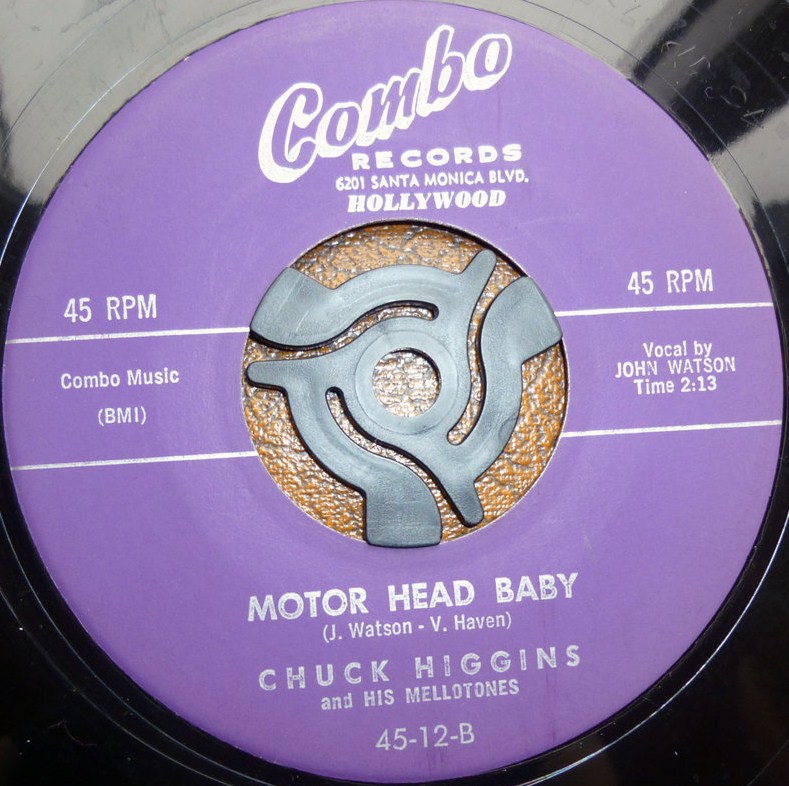 Combo
RECORDS
6201 SANTA MONICA BLVD.
HOLLYWOOD
45 RPM
45 RPM
Combo Music
(BMI)
Vocal by
JOHN WATSON
Time 2:13
MOTOR HEAD BABY
(J. Watson - V. Haven)
CHUCK HIGGINS
and HIS MELLOTONES
45-12-B